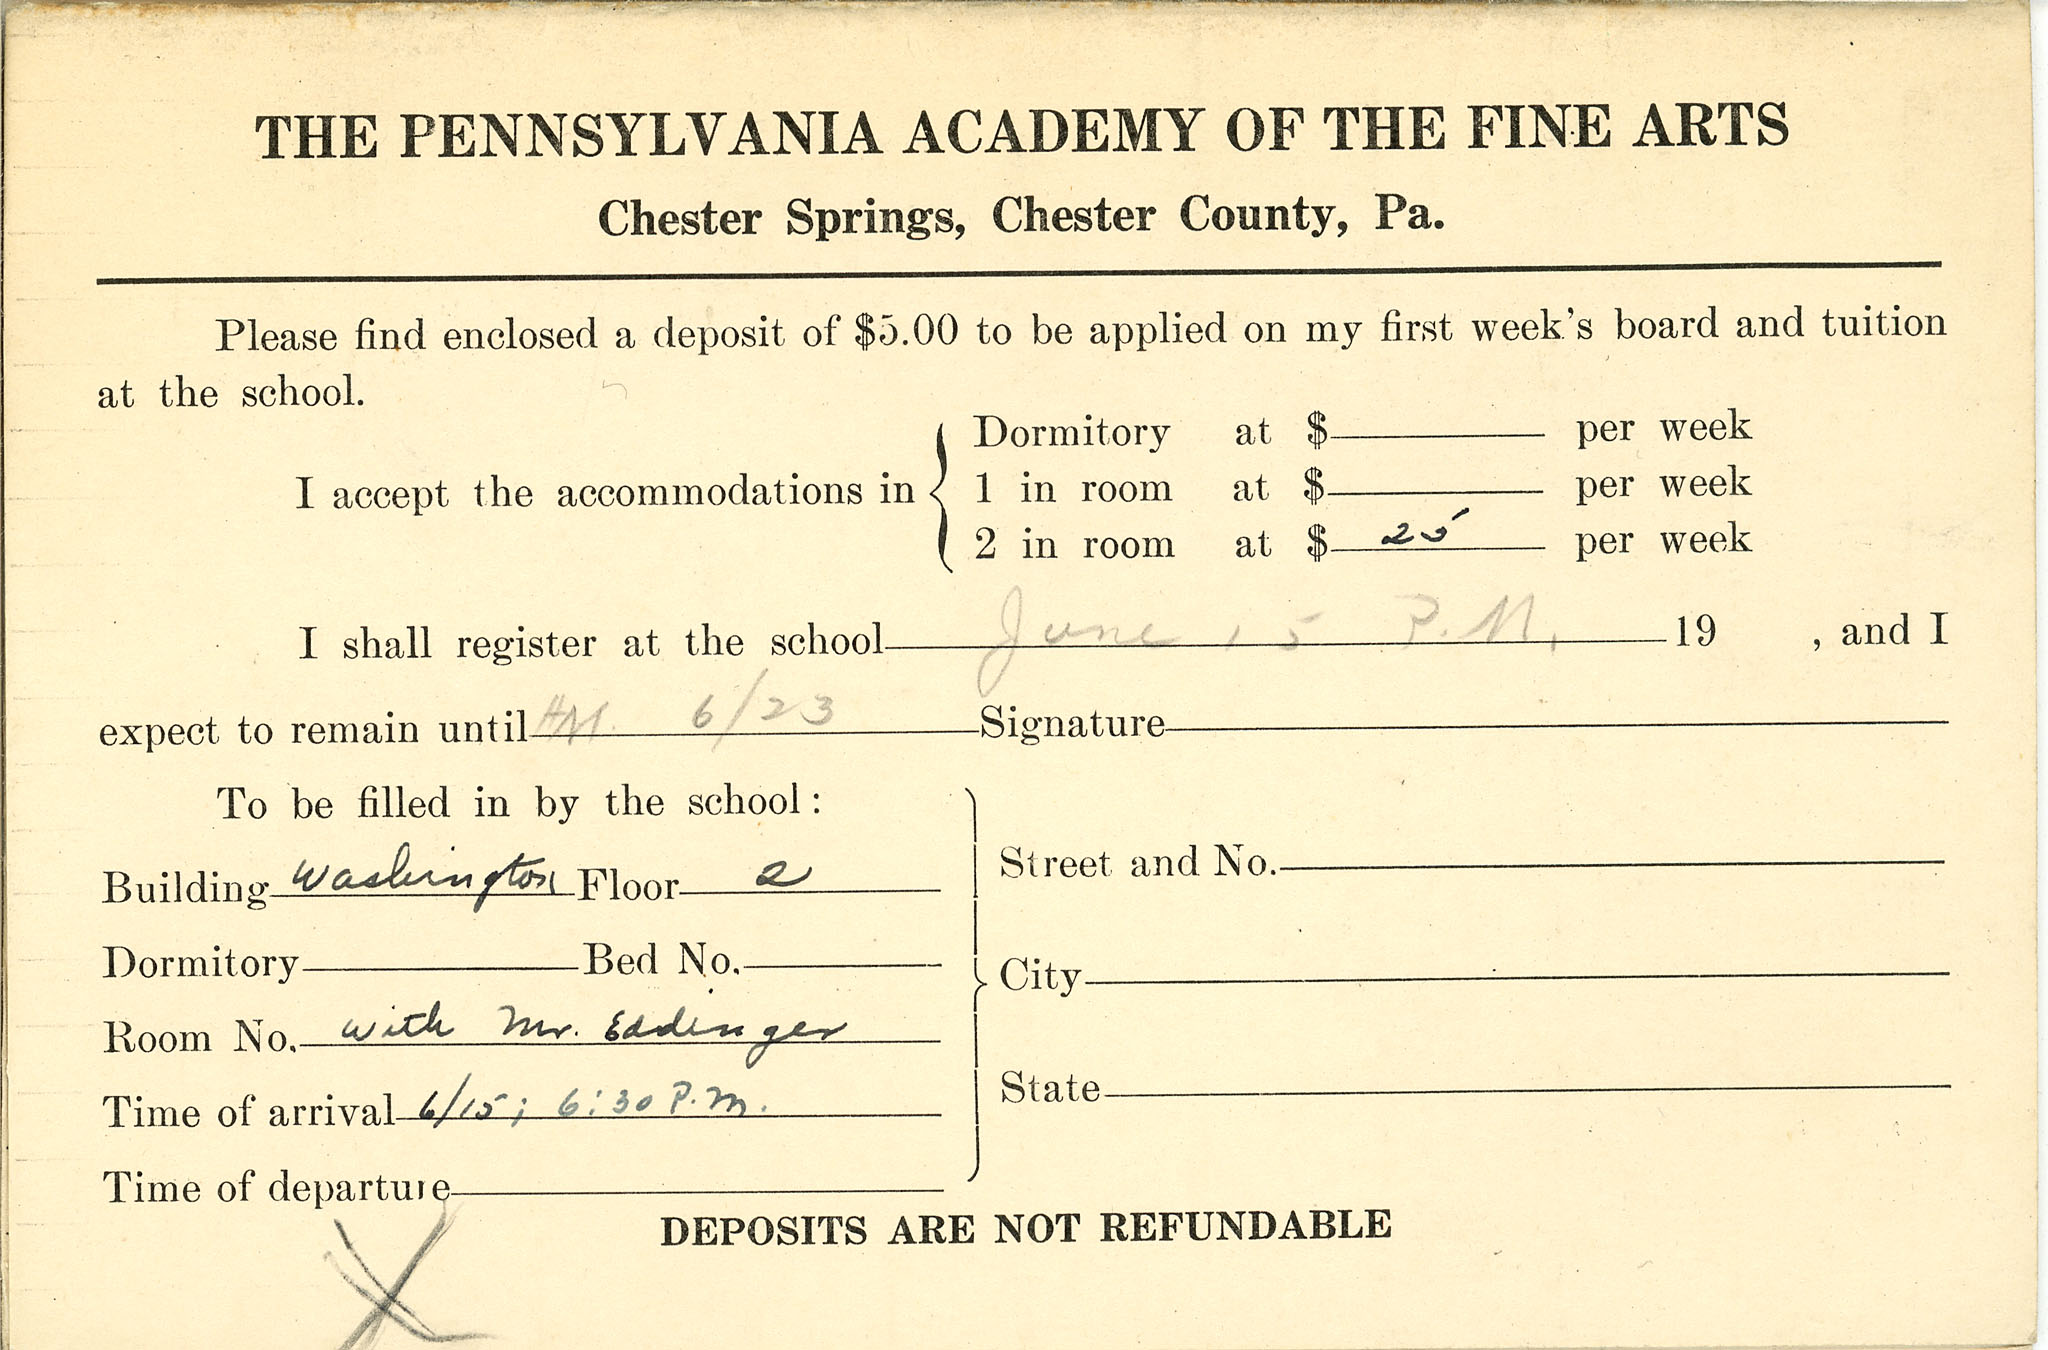 THE PENNSYLVANIA ACADEMY OF THE FINE ARTS
Chester Springs, Chester County, Pa.
Please find enclosed a deposit of $5.00 to be applied on my first week's board and tuition
at the school.
I accept the accommodations in
Dormitory at $ per week
1 in room at $ per week
2 in room at $ 25 per week
I shall register at the school June 15 P.M. 19 , and I
expect to remain until AM. 6/23 Signature
To be filled in by the school:
Building Washington Floor 2
Dormitory Bed No.
Room No. with Mr. Eddinger
Time of arrival 6/15; 6:30 P.M.
Time of departure
Street and No.
City
State
DEPOSITS ARE NOT REFUNDABLE